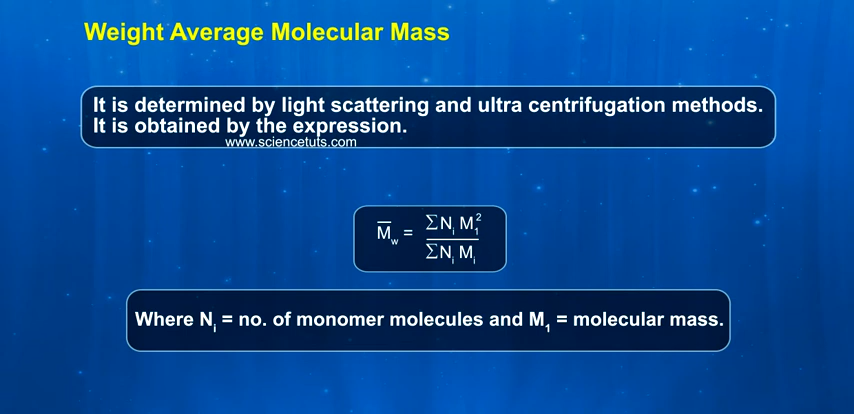 Weight Average Molecular Mass
It is determined by light scattering and ultra centrifugation methods.
It is obtained by the expression.
www.sciencetuts.com
M̅w = ΣNi M1² / ΣNi Mi
Where Ni = no. of monomer molecules and M1 = molecular mass.